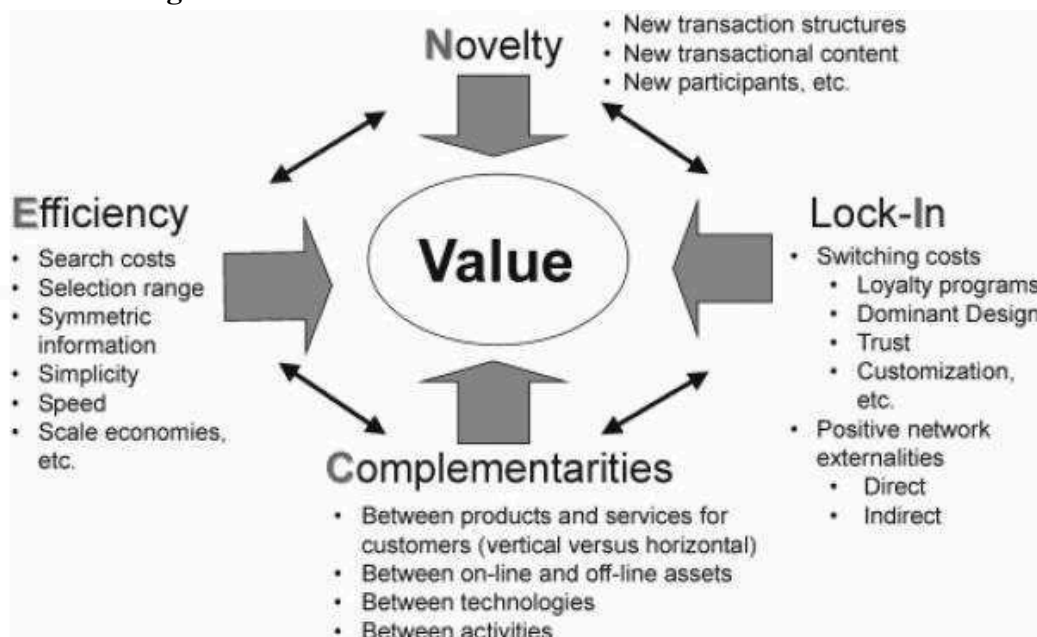 Novelty
• New transaction structures
• New transactional content
• New participants, etc.
Efficiency
• Search costs
• Selection range
• Symmetric
information
• Simplicity
• Speed
• Scale economies,
etc.
Value
Lock-In
• Switching costs
• Loyalty programs
• Dominant Design
• Trust
• Customization,
etc.
• Positive network
externalities
• Direct
• Indirect
Complementarities
• Between products and services for
customers (vertical versus horizontal)
• Between on-line and off-line assets
• Between technologies
• Between activities